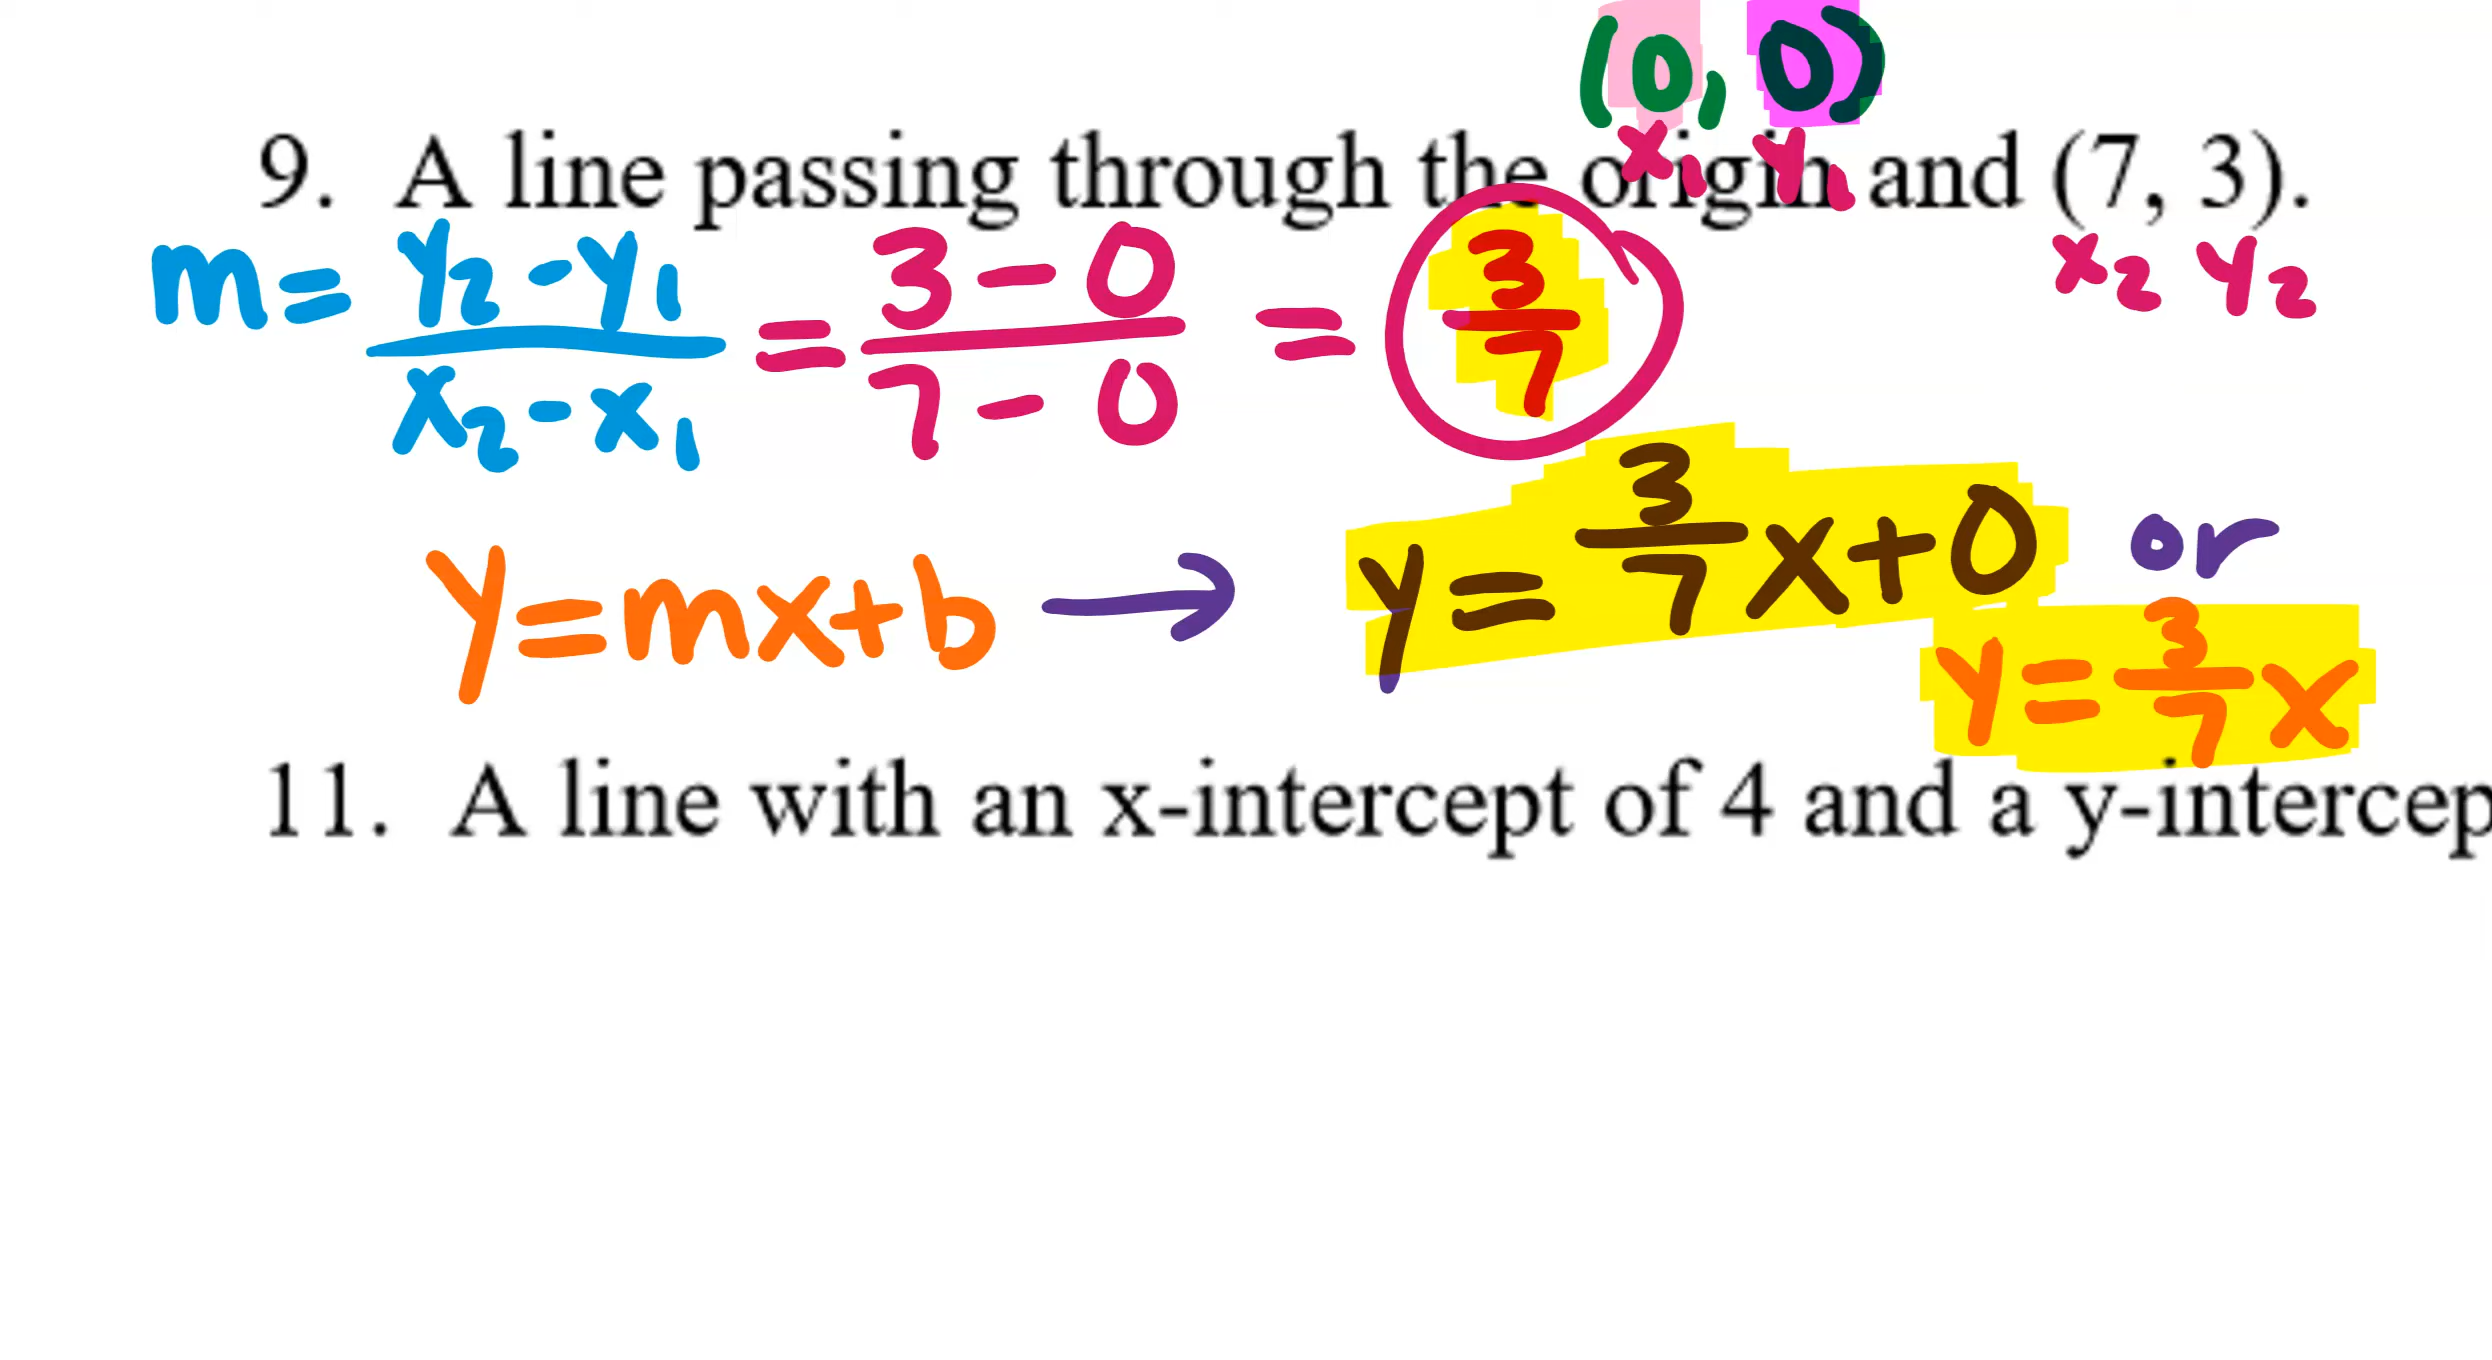 (0, 0)
x₁ y₁
9. A line passing through the origin and (7, 3).
x₂ y₂
m = y₂ - y₁ / x₂ - x₁ = 3 - 0 / 7 - 0 = 3/7
y = mx + b → y = 3/7 x + 0 or
y = 3/7 x
11. A line with an x-intercept of 4 and a y-intercep